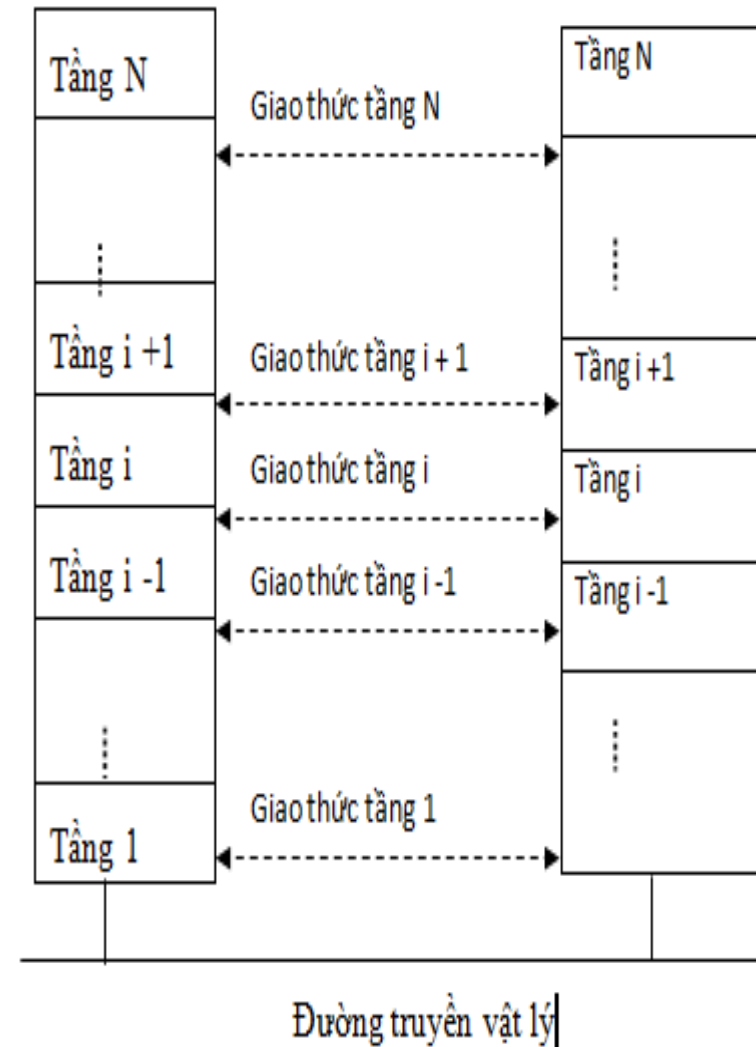 Tầng N
Giao thức tầng N
Tầng N
Tầng i +1
Giao thức tầng i + 1
Tầng i +1
Tầng i
Giao thức tầng i
Tầng i
Tầng i -1
Giao thức tầng i -1
Tầng i -1
Tầng 1
Giao thức tầng 1
Đường truyền vật lý